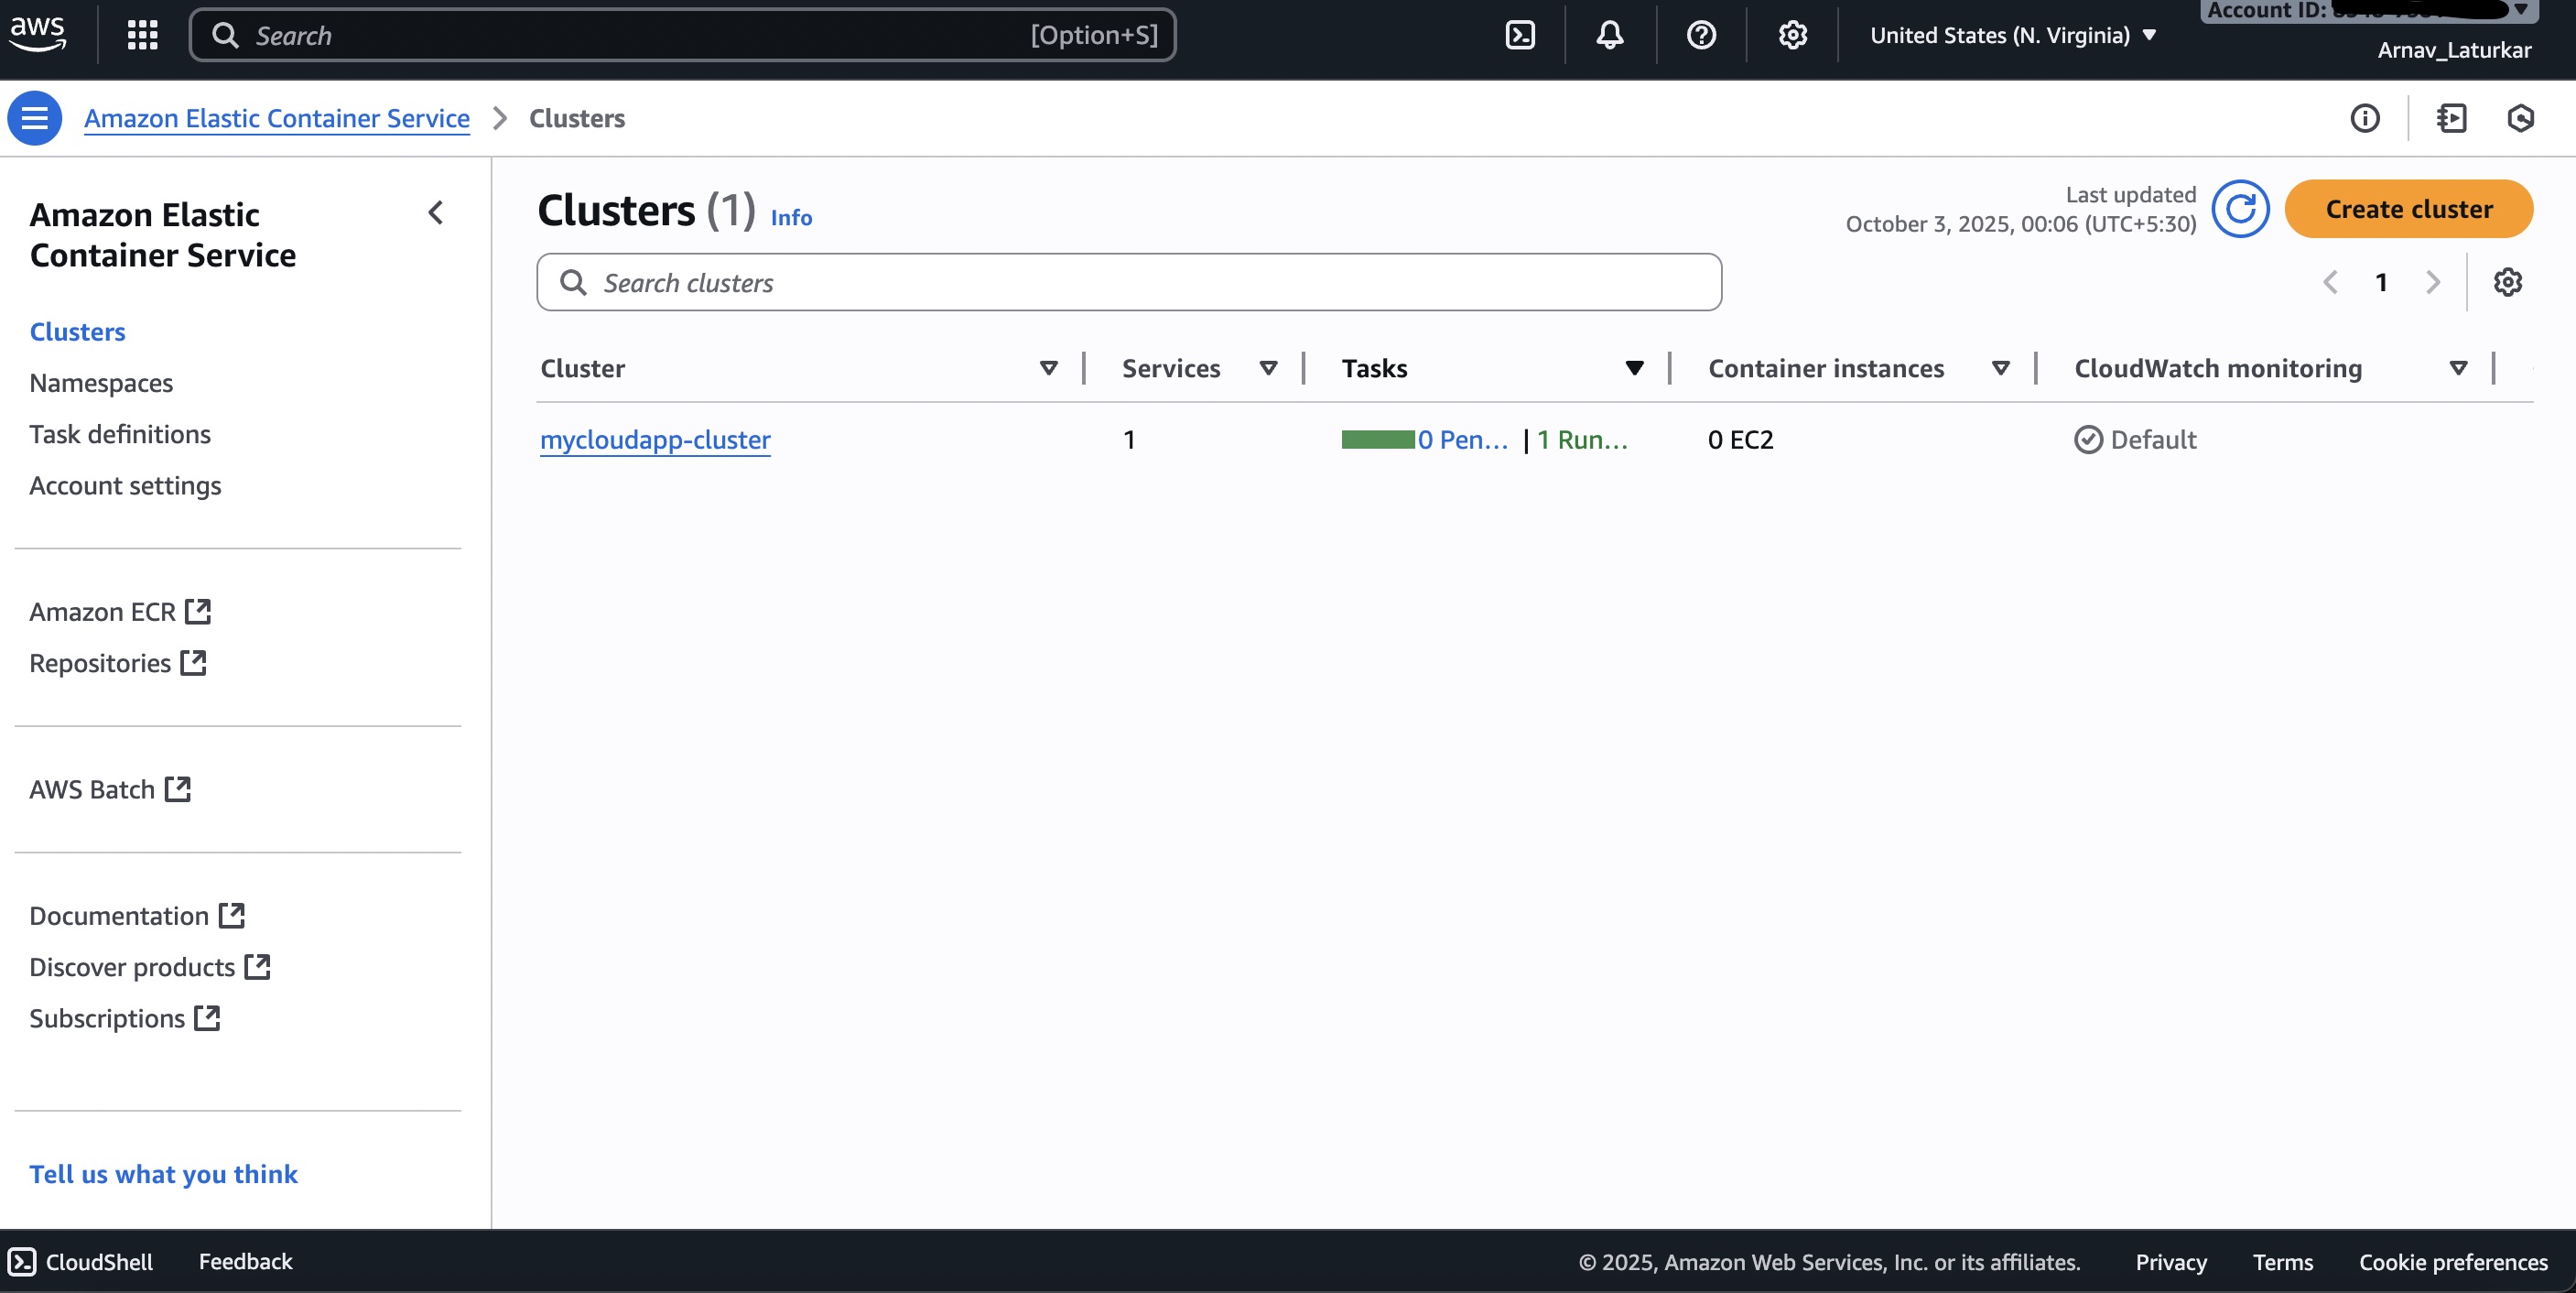 aws
Search
[Option+S]
United States (N. Virginia)
Account ID:
Arnav_Laturkar
Amazon Elastic Container Service
Clusters
Amazon Elastic
Container Service
Clusters
Namespaces
Task definitions
Account settings
Amazon ECR
Repositories
AWS Batch
Documentation
Discover products
Subscriptions
Tell us what you think
Clusters (1) Info
Last updated
October 3, 2025, 00:06 (UTC+5:30)
Create cluster
Search clusters
1
Cluster Services Tasks Container instances CloudWatch monitoring
mycloudapp-cluster 1 0 Pen... | 1 Run... 0 EC2 Default
CloudShell Feedback © 2025, Amazon Web Services, Inc. or its affiliates. Privacy Terms Cookie preferences